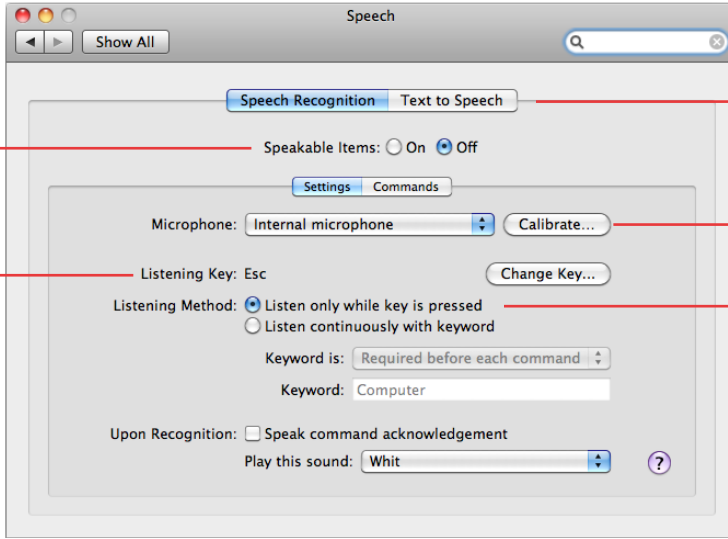 Speech
Show All
Speech Recognition Text to Speech
Speakable Items: On Off
Settings Commands
Microphone: Internal microphone Calibrate...
Listening Key: Esc Change Key...
Listening Method: Listen only while key is pressed
Listen continuously with keyword
Keyword is: Required before each command
Keyword: Computer
Upon Recognition: Speak command acknowledgement
Play this sound: Whit ?